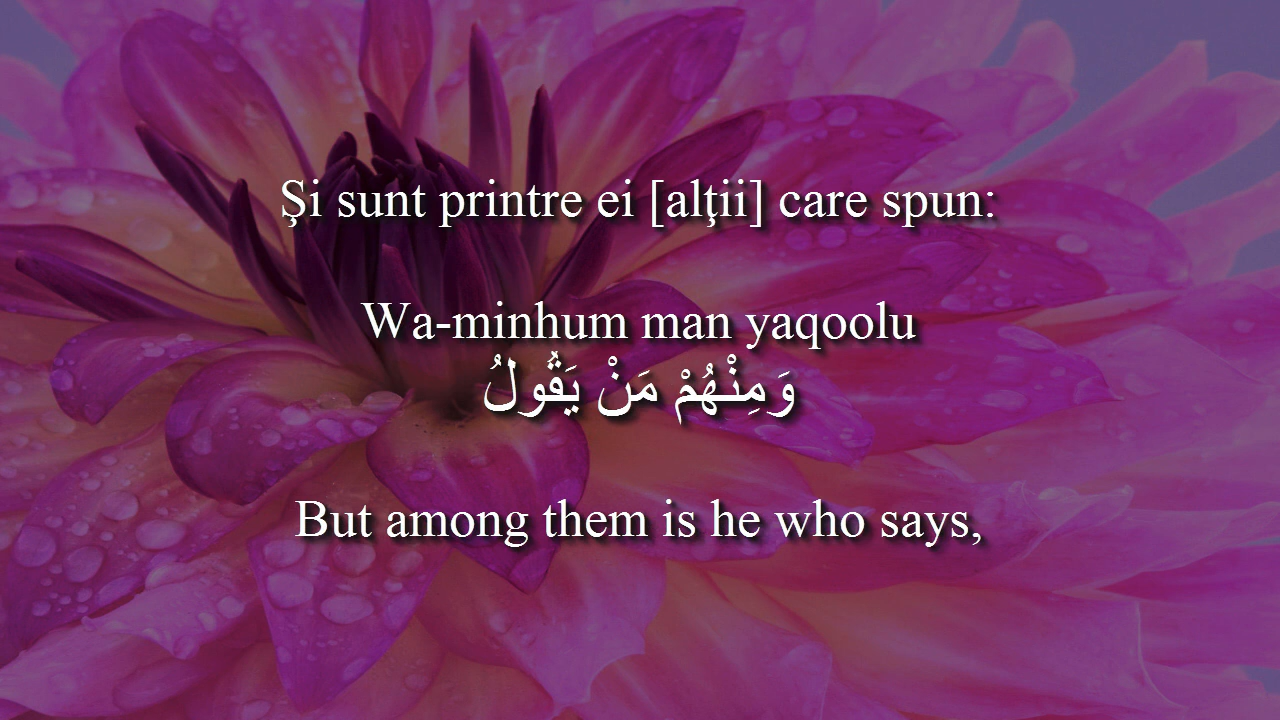 Şi sunt printre ei [alţii] care spun:
Wa-minhum man yaqoolu
وَمِنْهُمْ مَنْ يَقُولُ
But among them is he who says,